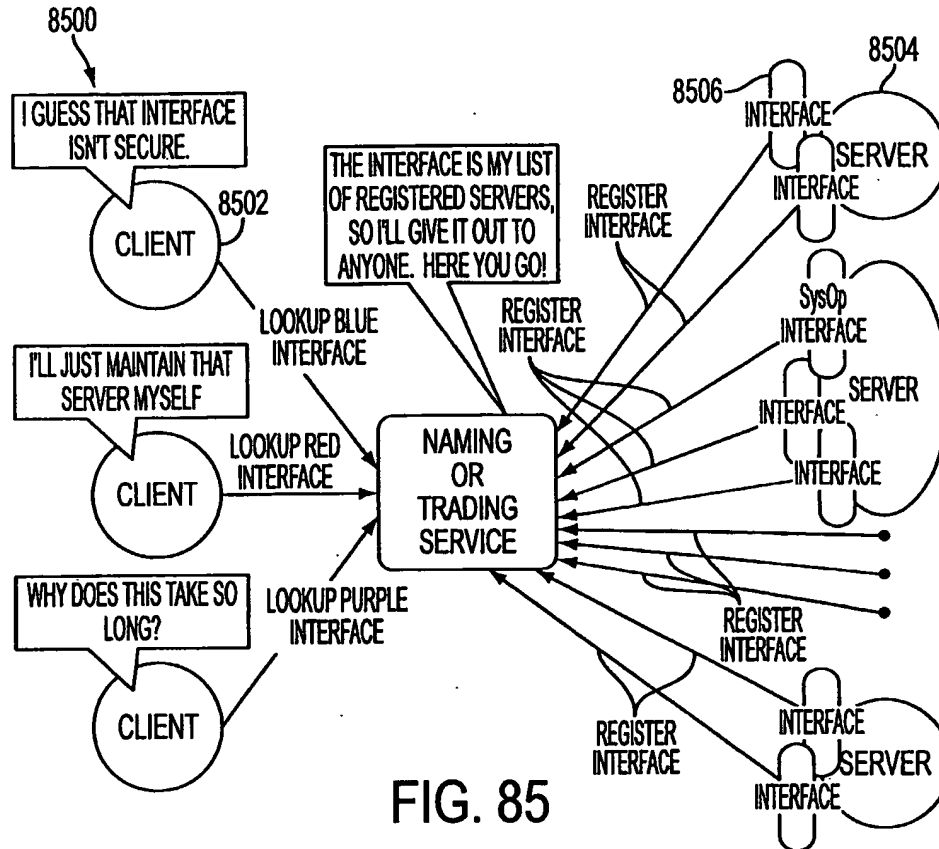 8500
I GUESS THAT INTERFACE
ISN'T SECURE.
CLIENT
8502
LOOKUP BLUE
INTERFACE
I'LL JUST MAINTAIN THAT
SERVER MYSELF
CLIENT
LOOKUP RED
INTERFACE
WHY DOES THIS TAKE SO
LONG?
CLIENT
LOOKUP PURPLE
INTERFACE
THE INTERFACE IS MY LIST
OF REGISTERED SERVERS,
SO I'LL GIVE IT OUT TO
ANYONE. HERE YOU GO!
NAMING
OR
TRADING
SERVICE
REGISTER
INTERFACE
REGISTER
INTERFACE
REGISTER
INTERFACE
REGISTER
INTERFACE
8506
8504
INTERFACE
SERVER
INTERFACE
SysOp
INTERFACE
SERVER
INTERFACE
INTERFACE
INTERFACE
SERVER
INTERFACE
FIG. 85